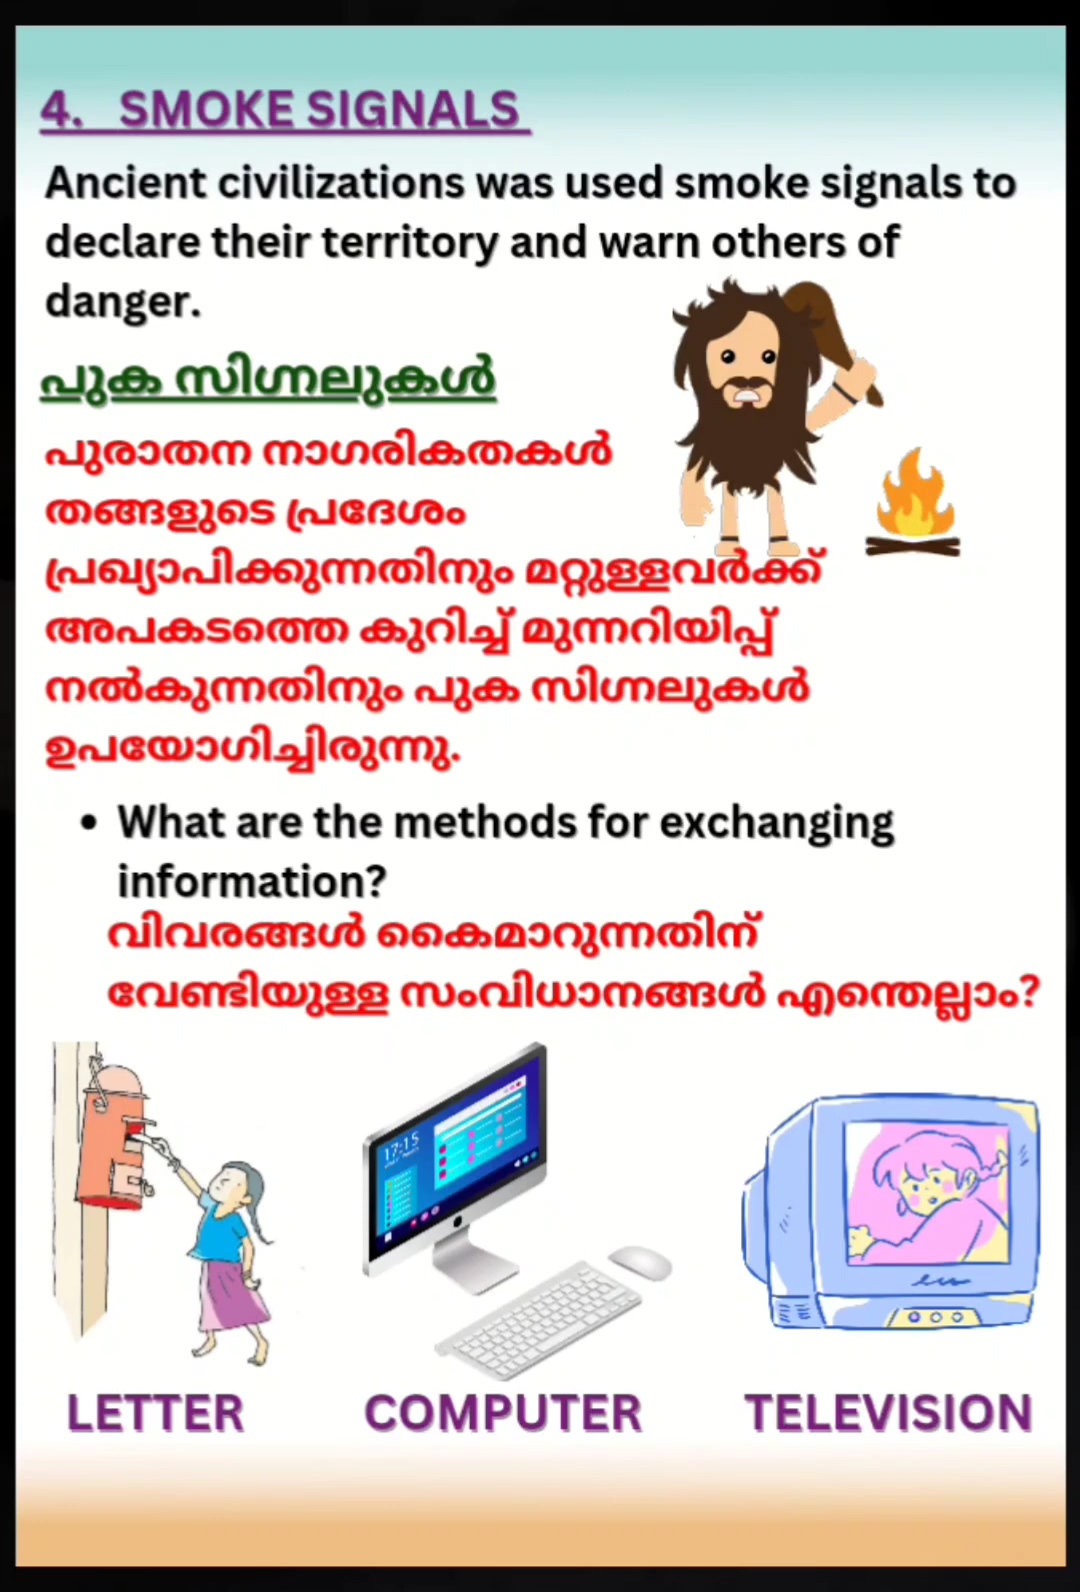 4. SMOKE SIGNALS
Ancient civilizations was used smoke signals to
declare their territory and warn others of
danger.
പുക സിഗ്നലുകൾ
പുരാതന നാഗരികതകൾ
തങ്ങളുടെ പ്രദേശം
പ്രഖ്യാപിക്കുന്നതിനും മറ്റുള്ളവർക്ക്
അപകടത്തെ കുറിച്ച് മുന്നറിയിപ്പ്
നൽകുന്നതിനും പുക സിഗ്നലുകൾ
ഉപയോഗിച്ചിരുന്നു.
• What are the methods for exchanging
information?
വിവരങ്ങൾ കൈമാറുന്നതിന്
വേണ്ടിയുള്ള സംവിധാനങ്ങൾ എന്തെല്ലാം?
17:15
LETTER COMPUTER TELEVISION